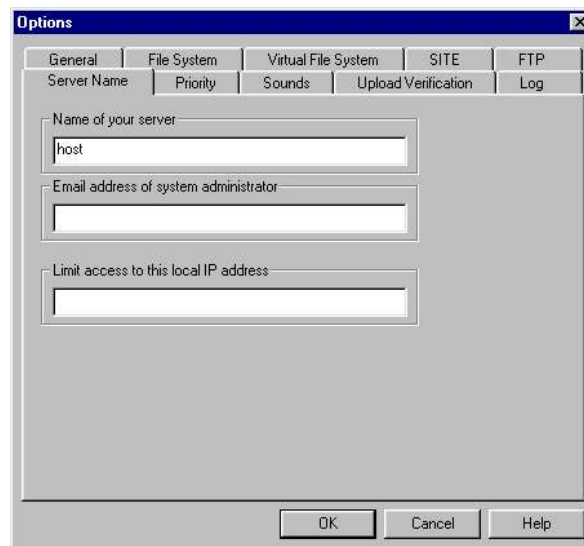 Options
General File System Virtual File System SITE FTP
Server Name Priority Sounds Upload Verification Log
Name of your server
host
Email address of system administrator
Limit access to this local IP address
OK Cancel Help